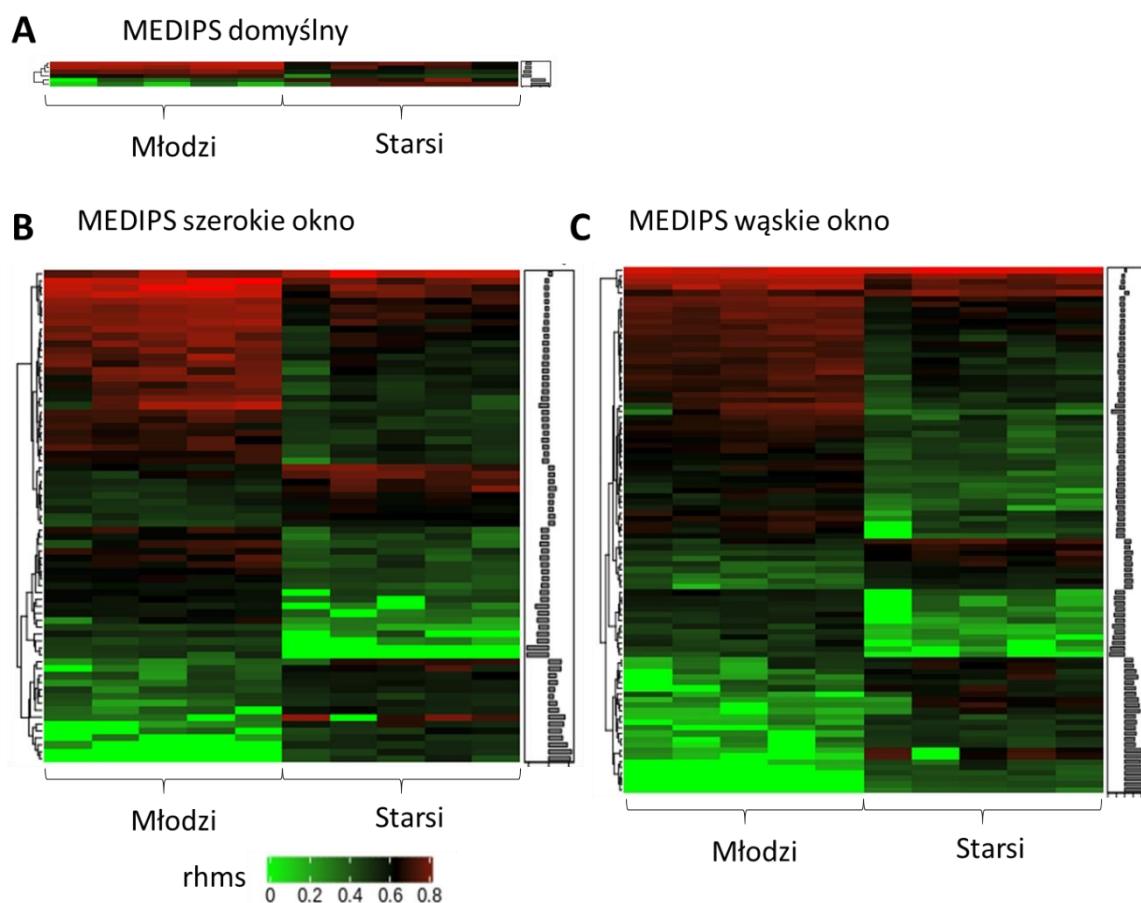 A MEDIPS domyślny
Młodzi Starsi
B MEDIPS szerokie okno
C MEDIPS wąskie okno
Młodzi Starsi
Młodzi Starsi
rhms
0 0.2 0.4 0.6 0.8